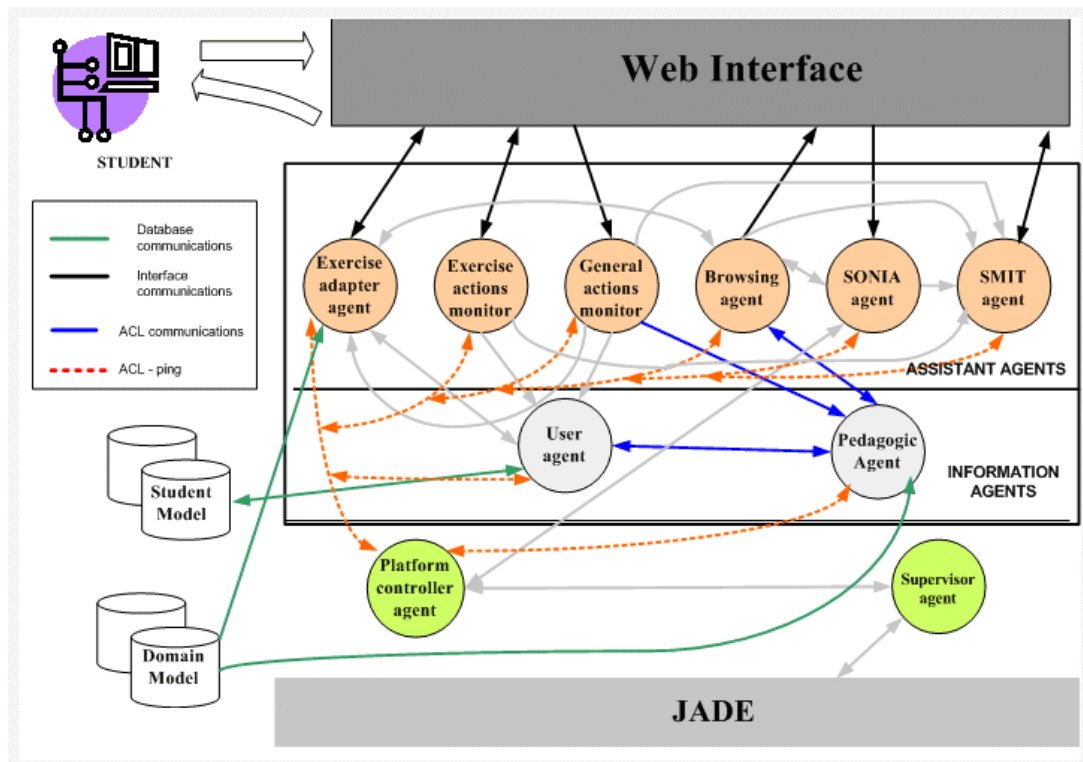 Web Interface
STUDENT
Database
communications
Interface
communications
ACL communications
ACL - ping
Exercise
adapter
agent
Exercise
actions
monitor
General
actions
monitor
Browsing
agent
SONIA
agent
SMIT
agent
ASSISTANT AGENTS
User
agent
Pedagogic
Agent
INFORMATION
AGENTS
Student
Model
Platform
controller
agent
Supervisor
agent
Domain
Model
JADE